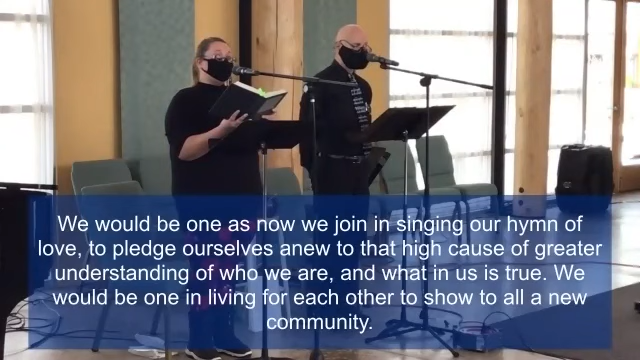 We would be one as now we join in singing our hymn of
love, to pledge ourselves anew to that high cause of greater
understanding of who we are, and what in us is true. We
would be one in living for each other to show to all a new
community.